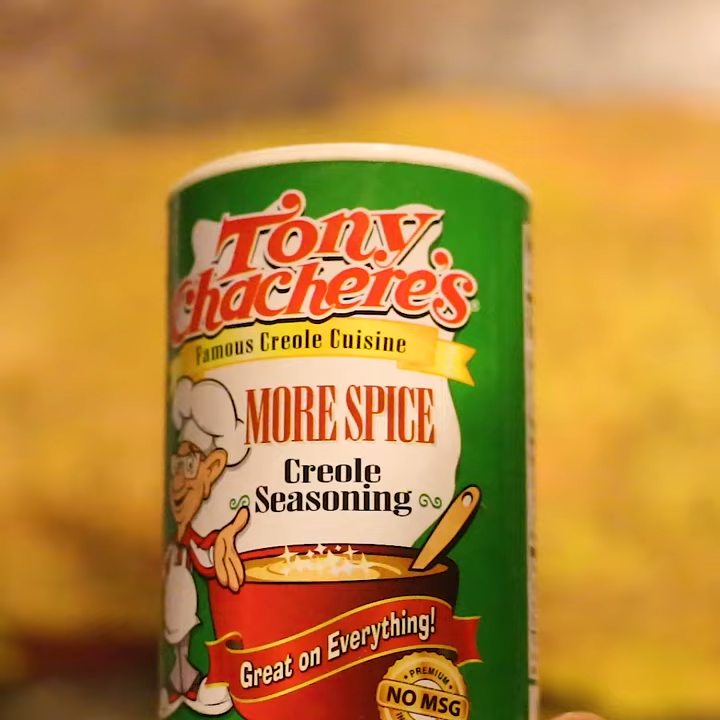 Tony
Chachere's
Famous Creole Cuisine
MORE SPICE
Creole
Seasoning
Great on Everything!
PREMIUM
NO MSG